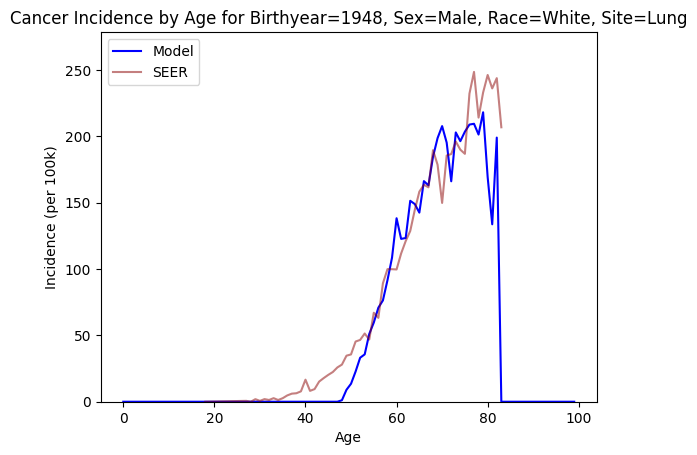 Cancer Incidence by Age for Birthyear=1948, Sex=Male, Race=White, Site=Lung
Model
SEER
250
200
150
100
50
0
Incidence (per 100k)
0 20 40 60 80 100
Age